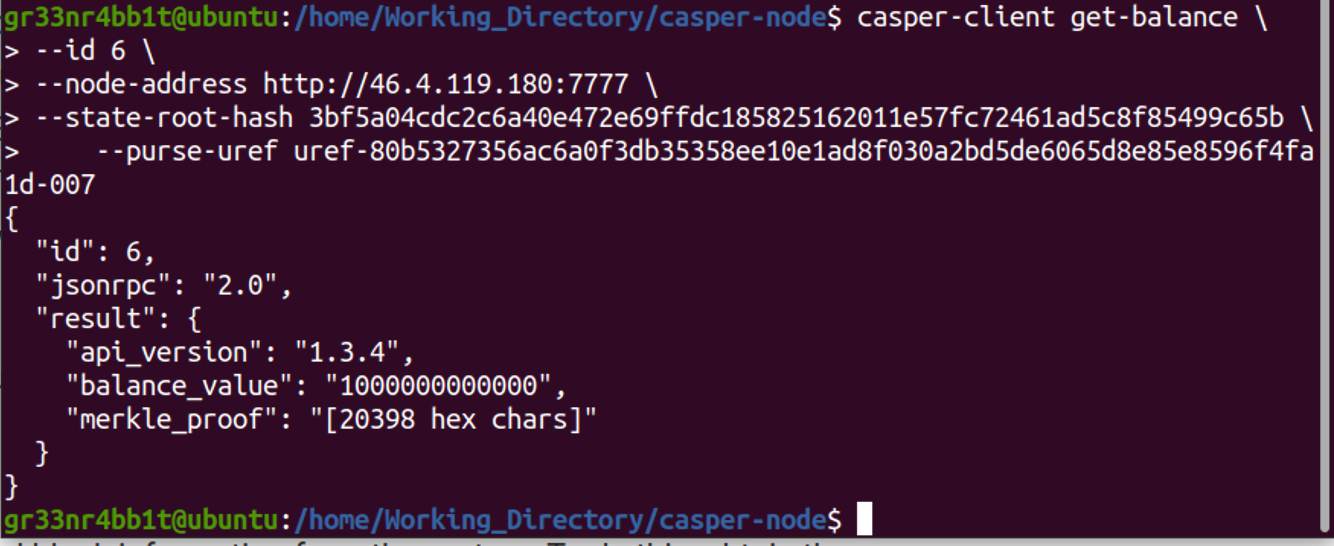 gr33nr4bb1t@ubuntu:/home/Working_Directory/casper-node$ casper-client get-balance \
> --id 6 \
> --node-address http://46.4.119.180:7777 \
> --state-root-hash 3bf5a04cdc2c6a40e472e69ffdc185825162011e57fc72461ad5c8f85499c65b \
>     --purse-uref uref-80b5327356ac6a0f3db35358ee10e1ad8f030a2bd5de6065d8e85e8596f4fa
1d-007
{
  "id": 6,
  "jsonrpc": "2.0",
  "result": {
    "api_version": "1.3.4",
    "balance_value": "1000000000000",
    "merkle_proof": "[20398 hex chars]"
  }
}
gr33nr4bb1t@ubuntu:/home/Working_Directory/casper-node$